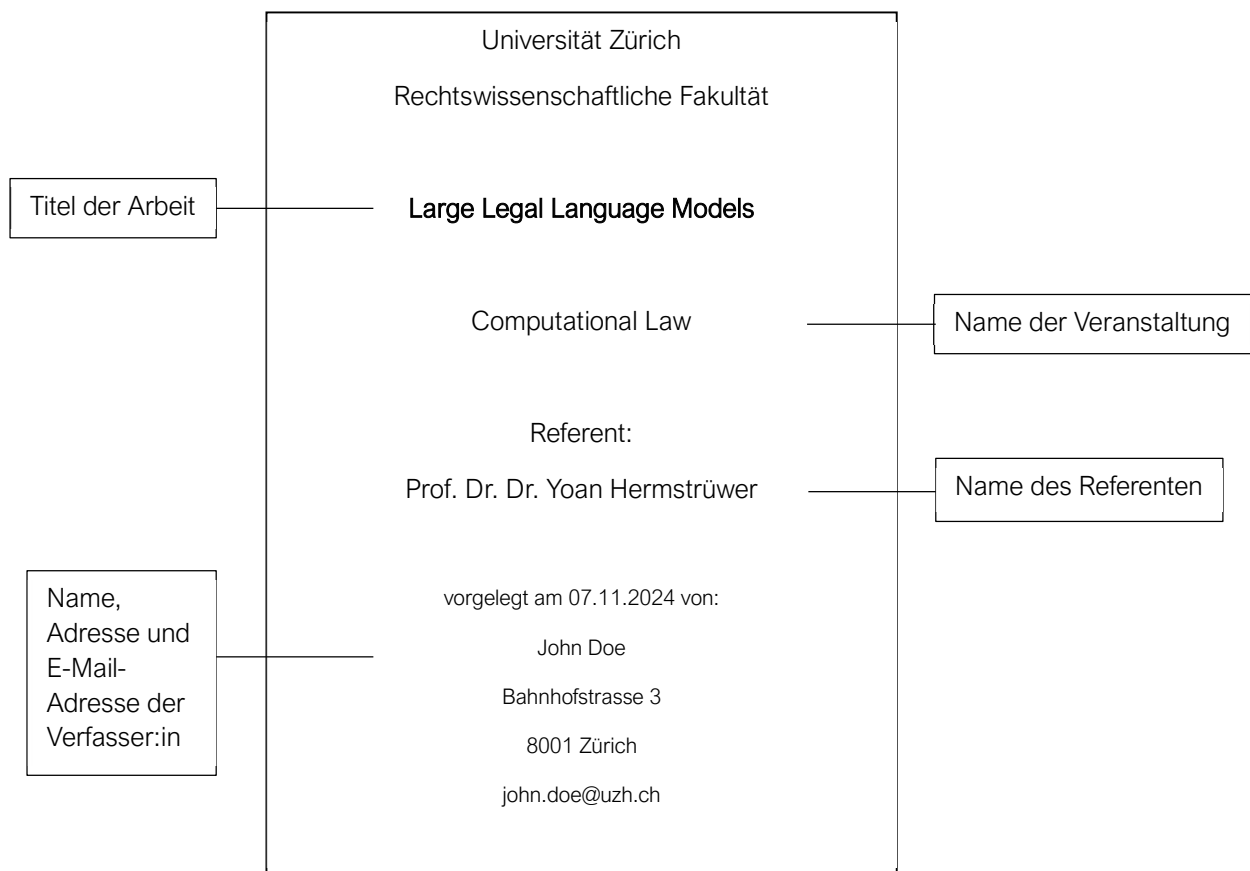 Universität Zürich
Rechtswissenschaftliche Fakultät
Titel der Arbeit
Large Legal Language Models
Computational Law
Name der Veranstaltung
Referent:
Prof. Dr. Dr. Yoan Hermstrüwer
Name des Referenten
Name,
Adresse und
E-Mail-
Adresse der
Verfasser:in
vorgelegt am 07.11.2024 von:
John Doe
Bahnhofstrasse 3
8001 Zürich
john.doe@uzh.ch